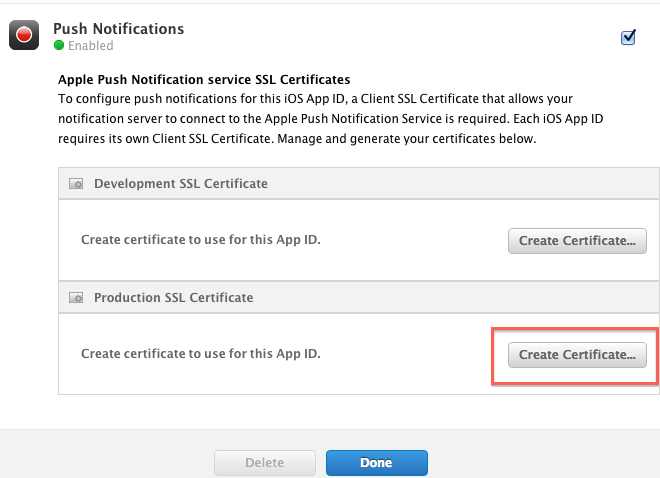 Push Notifications
Enabled
Apple Push Notification service SSL Certificates
To configure push notifications for this iOS App ID, a Client SSL Certificate that allows your
notification server to connect to the Apple Push Notification Service is required. Each iOS App ID
requires its own Client SSL Certificate. Manage and generate your certificates below.
Development SSL Certificate
Create certificate to use for this App ID.
Create Certificate...
Production SSL Certificate
Create certificate to use for this App ID.
Create Certificate...
Delete
Done